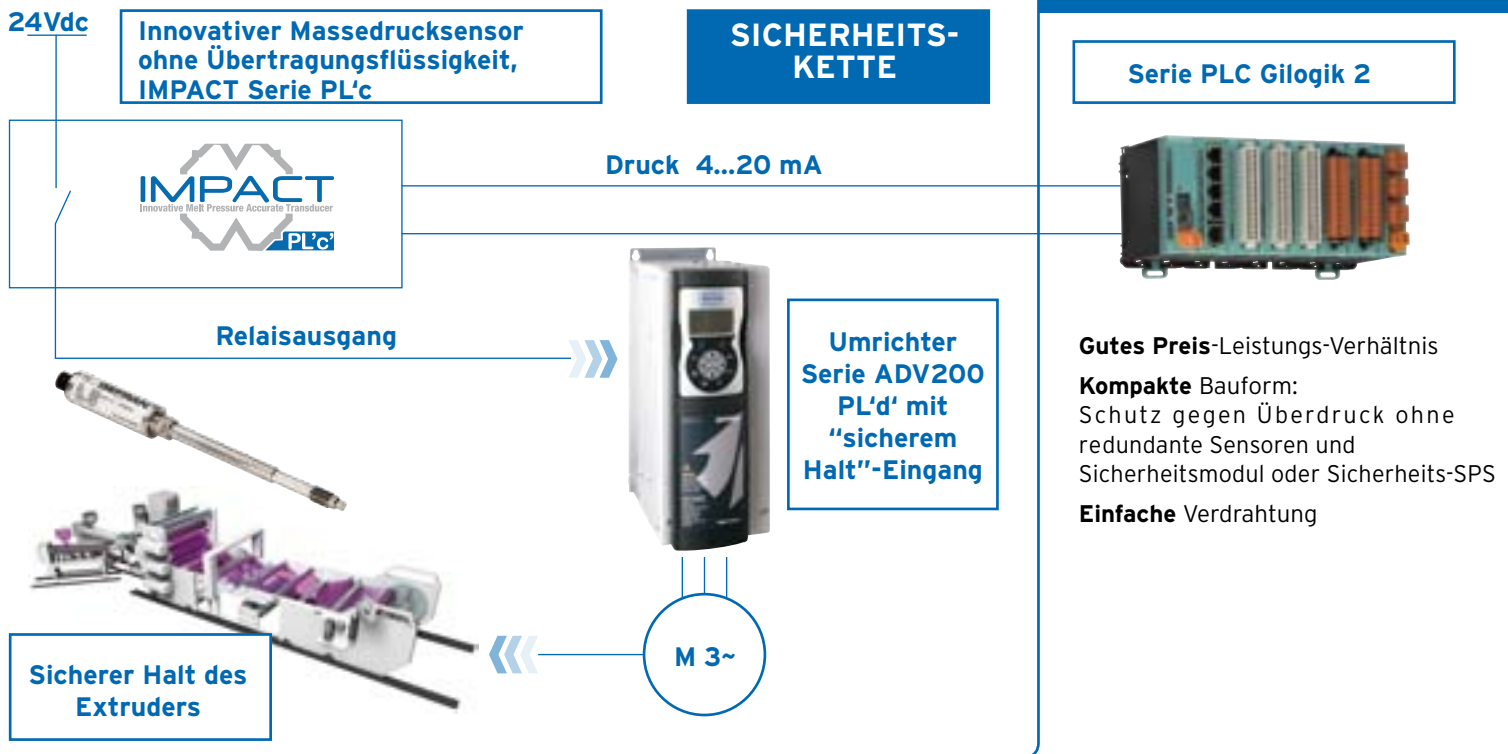 24Vdc
Innovativer Massedrucksensor
ohne Übertragungsflüssigkeit,
IMPACT Serie PL‘c
SICHERHEITS-
KETTE
Serie PLC Gilogik 2
IMPACT
Innovative Melt Pressure Accurate Transducer
PL’c’
Druck 4...20 mA
Relaisausgang
Umrichter
Serie ADV200
PL‘d‘ mit
“sicherem
Halt”-Eingang
Gutes Preis-Leistungs-Verhältnis
Kompakte Bauform:
Schutz gegen Überdruck ohne
redundante Sensoren und
Sicherheitsmodul oder Sicherheits-SPS
Einfache Verdrahtung
M 3~
Sicherer Halt des
Extruders